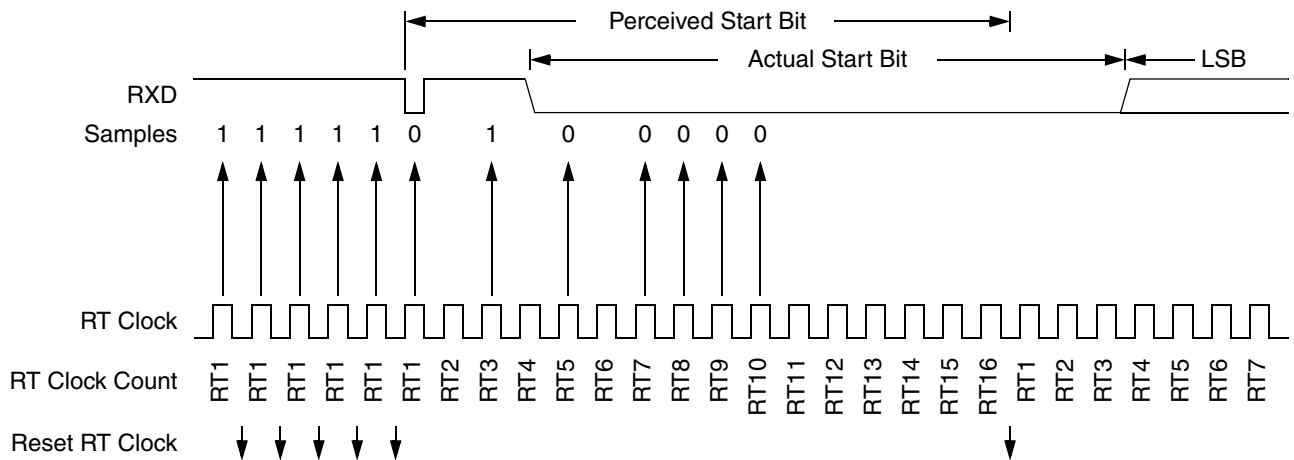 Perceived Start Bit
Actual Start Bit LSB
RXD
Samples 1 1 1 1 1 0 1 0 0 0 0 0
RT Clock
RT Clock Count RT1 RT1 RT1 RT1 RT1 RT1 RT2 RT3 RT4 RT5 RT6 RT7 RT8 RT9 RT10 RT11 RT12 RT13 RT14 RT15 RT16 RT1 RT2 RT3 RT4 RT5 RT6 RT7
Reset RT Clock